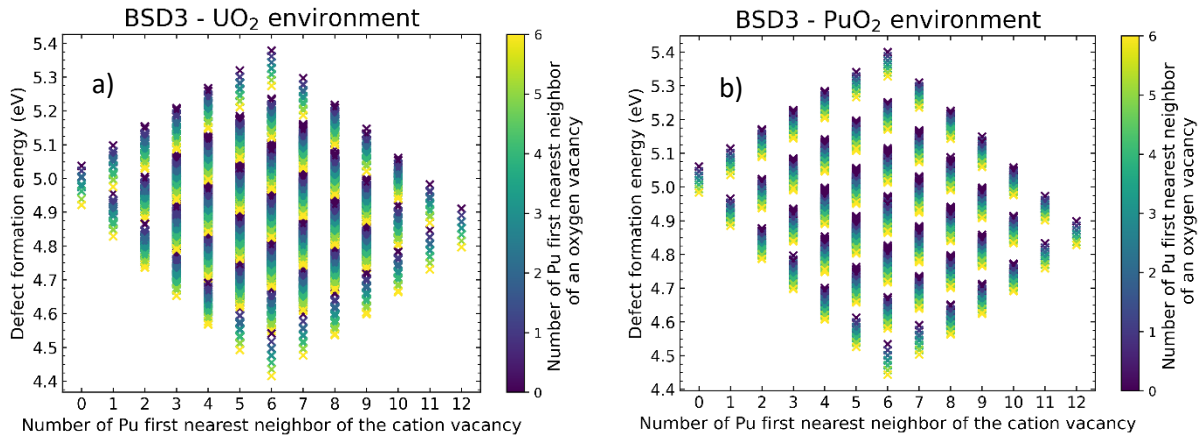 BSD3 - UO₂ environment
a)
Defect formation energy (eV)
5.4
5.3
5.2
5.1
5.0
4.9
4.8
4.7
4.6
4.5
4.4
0 1 2 3 4 5 6 7 8 9 10 11 12
Number of Pu first nearest neighbor of the cation vacancy
6
5
4
3
2
1
0
Number of Pu first nearest neighbor
of an oxygen vacancy
BSD3 - PuO₂ environment
b)
Defect formation energy (eV)
5.4
5.3
5.2
5.1
5.0
4.9
4.8
4.7
4.6
4.5
4.4
0 1 2 3 4 5 6 7 8 9 10 11 12
Number of Pu first nearest neighbor of the cation vacancy
6
5
4
3
2
1
0
Number of Pu first nearest neighbor
of an oxygen vacancy